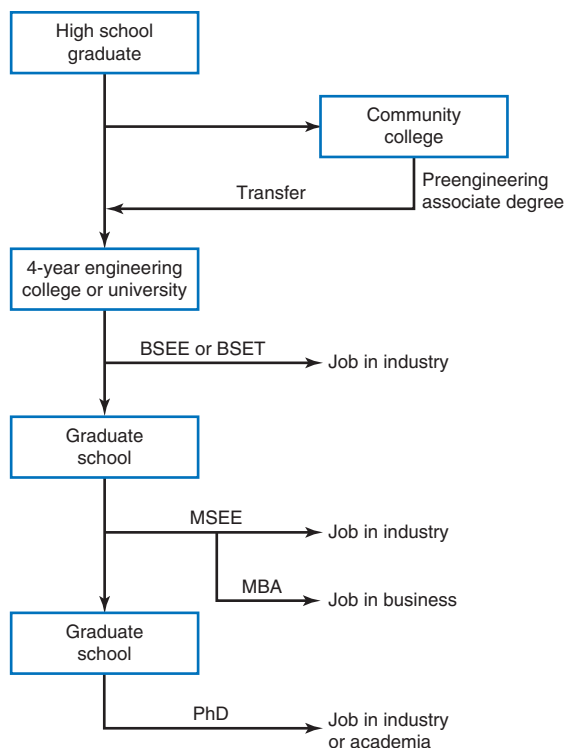 High school
graduate
Community
college
Transfer
Preengineering
associate degree
4-year engineering
college or university
BSEE or BSET
Job in industry
Graduate
school
MSEE
Job in industry
MBA
Job in business
Graduate
school
PhD
Job in industry
or academia